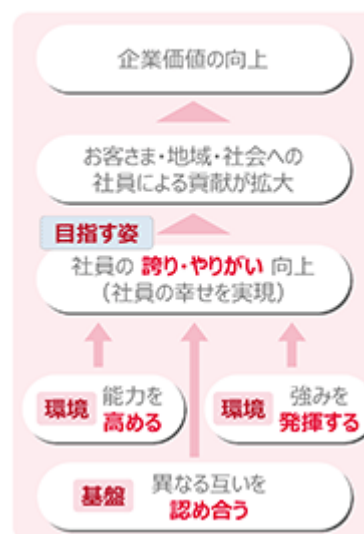 企業価値の向上
お客さま・地域・社会への
社員による貢献が拡大
目指す姿
社員の 誇り・やりがい 向上
（社員の幸せを実現）
環境 能力を
高める
環境 強みを
発揮する
基盤 異なる互いを
認め合う